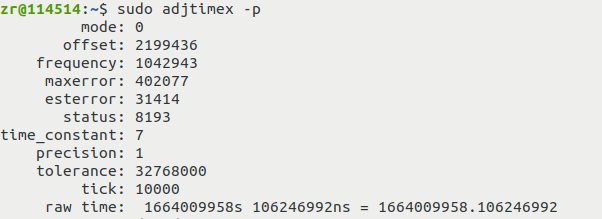 zr@114514:~$ sudo adjtimex -p
mode: 0
offset: 2199436
frequency: 1042943
maxerror: 402077
esterror: 31414
status: 8193
time_constant: 7
precision: 1
tolerance: 32768000
tick: 10000
raw time:  1664009958s 106246992ns = 1664009958.106246992